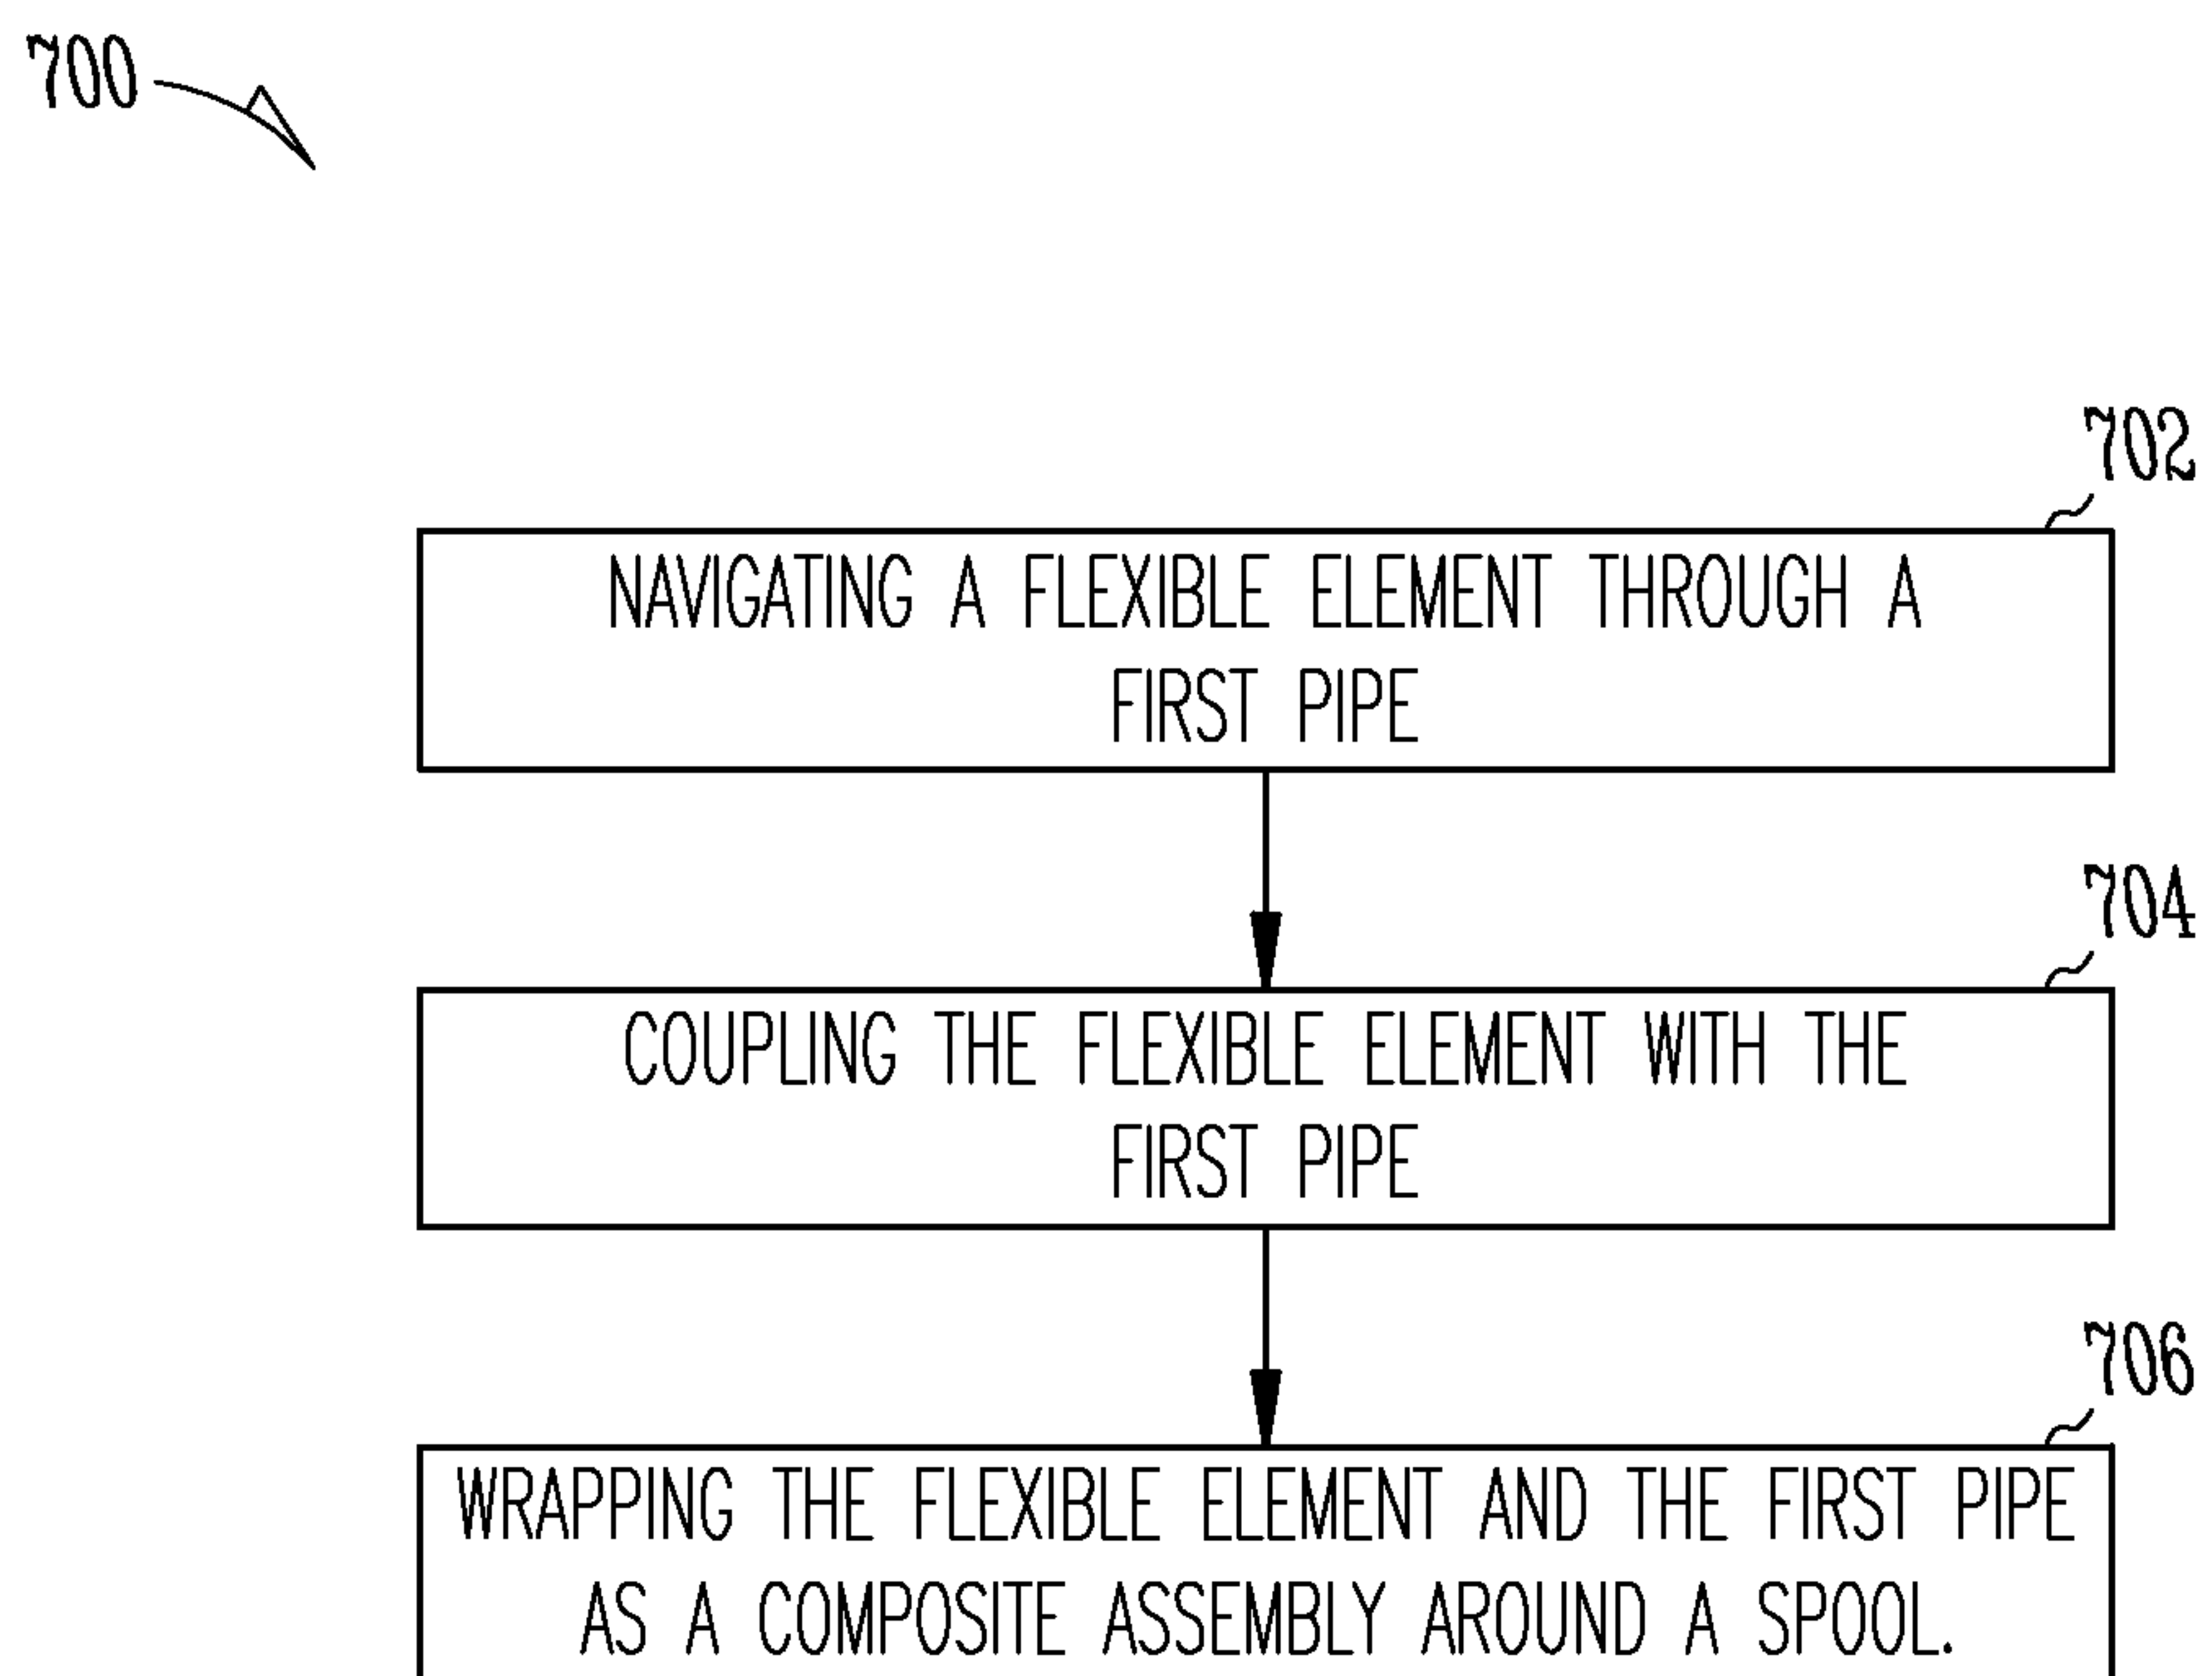 700
702
NAVIGATING A FLEXIBLE ELEMENT THROUGH A
FIRST PIPE
704
COUPLING THE FLEXIBLE ELEMENT WITH THE
FIRST PIPE
706
WRAPPING THE FLEXIBLE ELEMENT AND THE FIRST PIPE
AS A COMPOSITE ASSEMBLY AROUND A SPOOL.